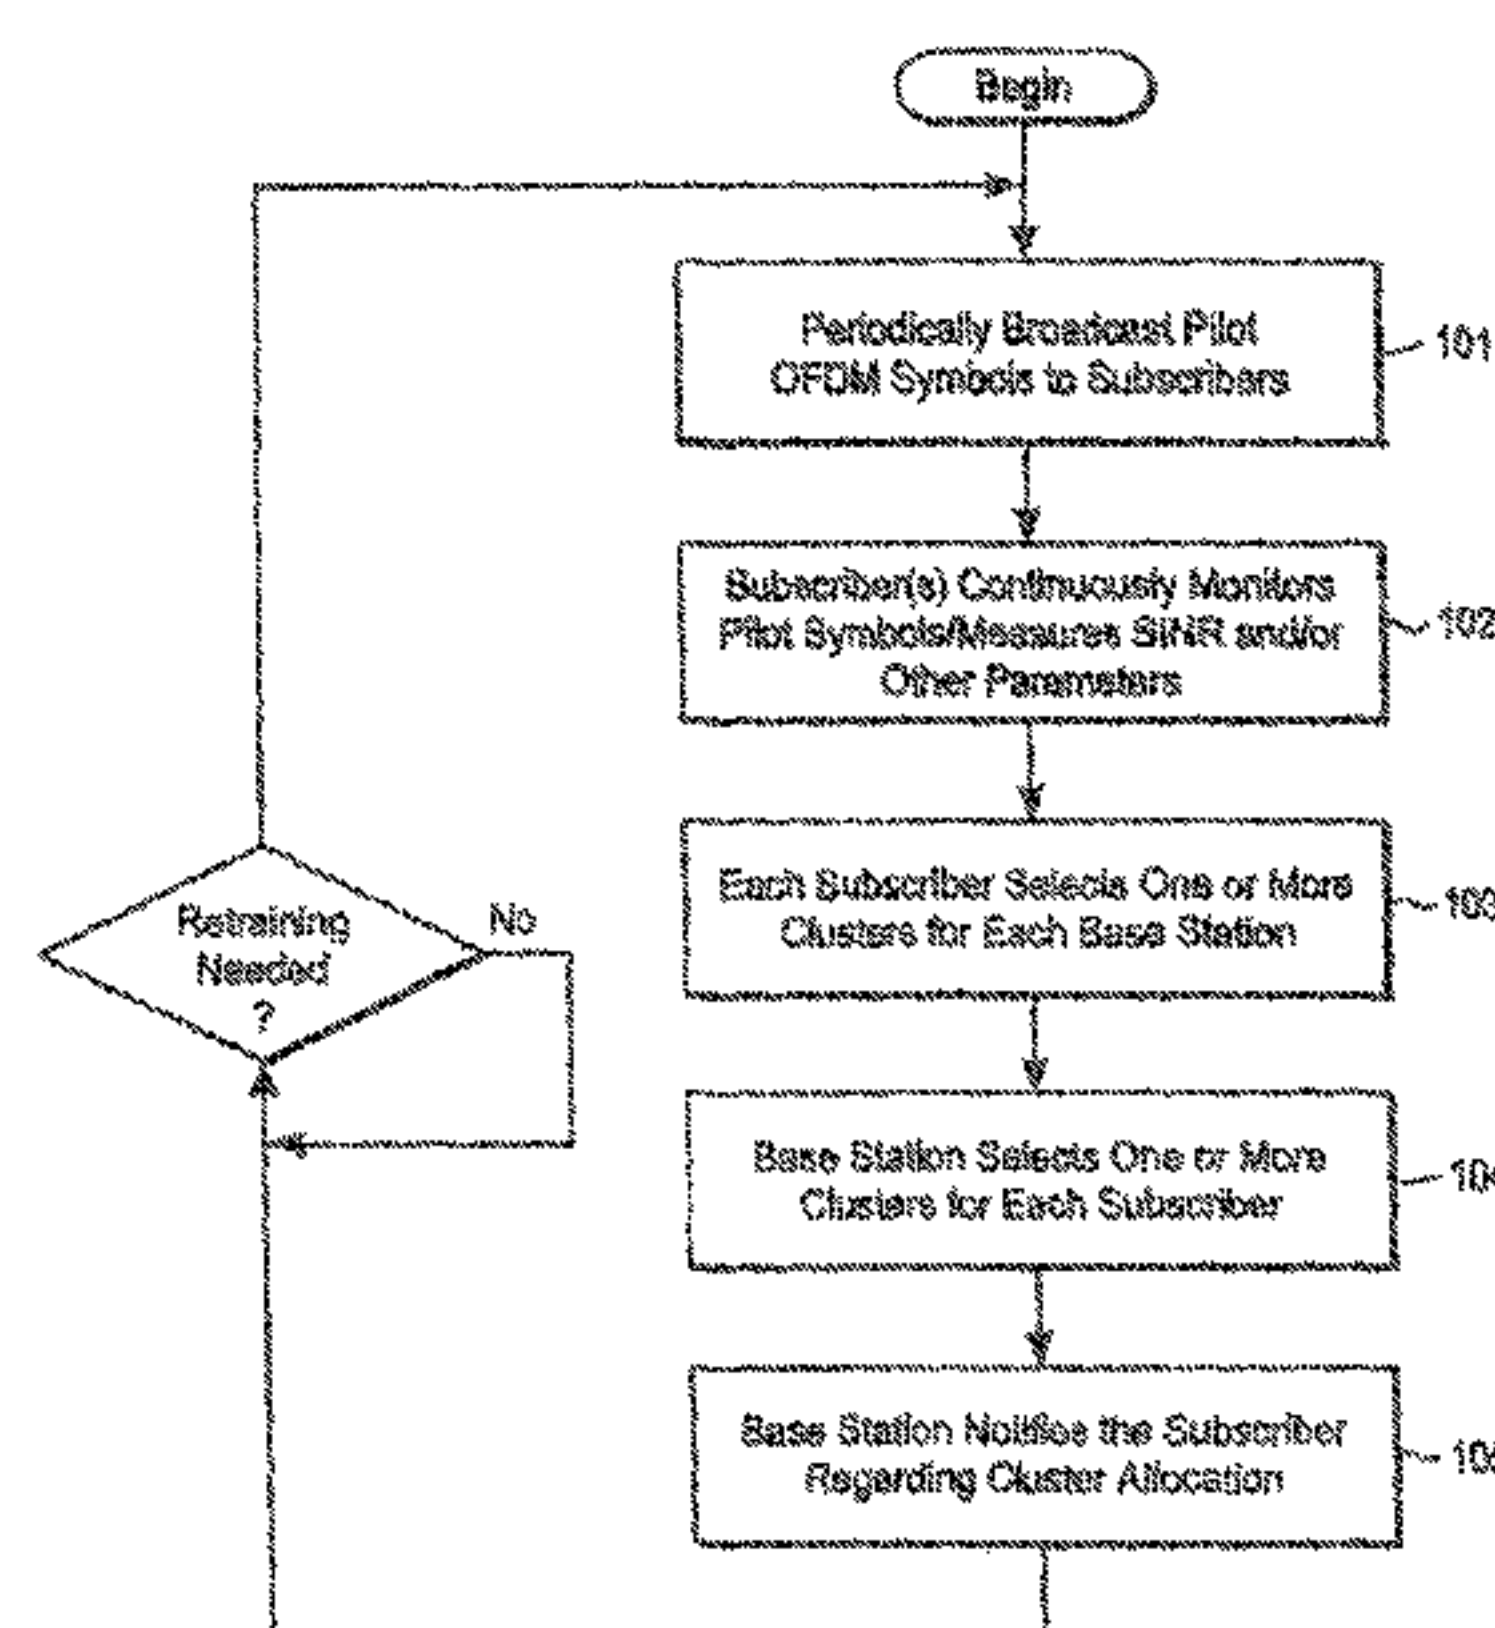 Begin
Periodically Broadcast Pilot
OFDM Symbols to Subscribers
101
Subscriber(s) Continuously Monitors
Pilot Symbols/Measures SINR and/or
Other Parameters
102
Each Subscriber Selects One or More
Clusters for Each Base Station
103
Retraining
Needed
?
No
Base Station Selects One or More
Clusters for Each Subscriber
Base Station Notifies the Subscriber
Regarding Cluster Allocation